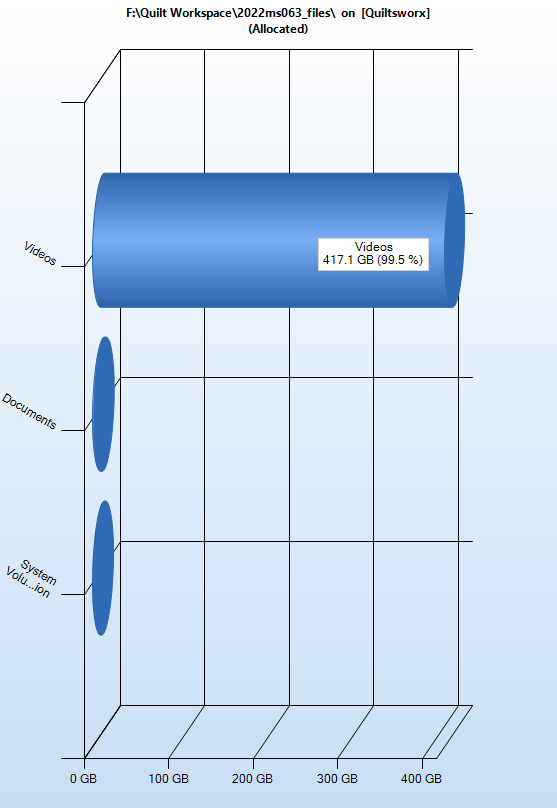 F:\Quilt Workspace\2022ms063_files\ on [Quiltsworx]
(Allocated)
Videos
Videos
417.1 GB (99.5 %)
Documents
System
Volu...ion
0 GB
100 GB
200 GB
300 GB
400 GB